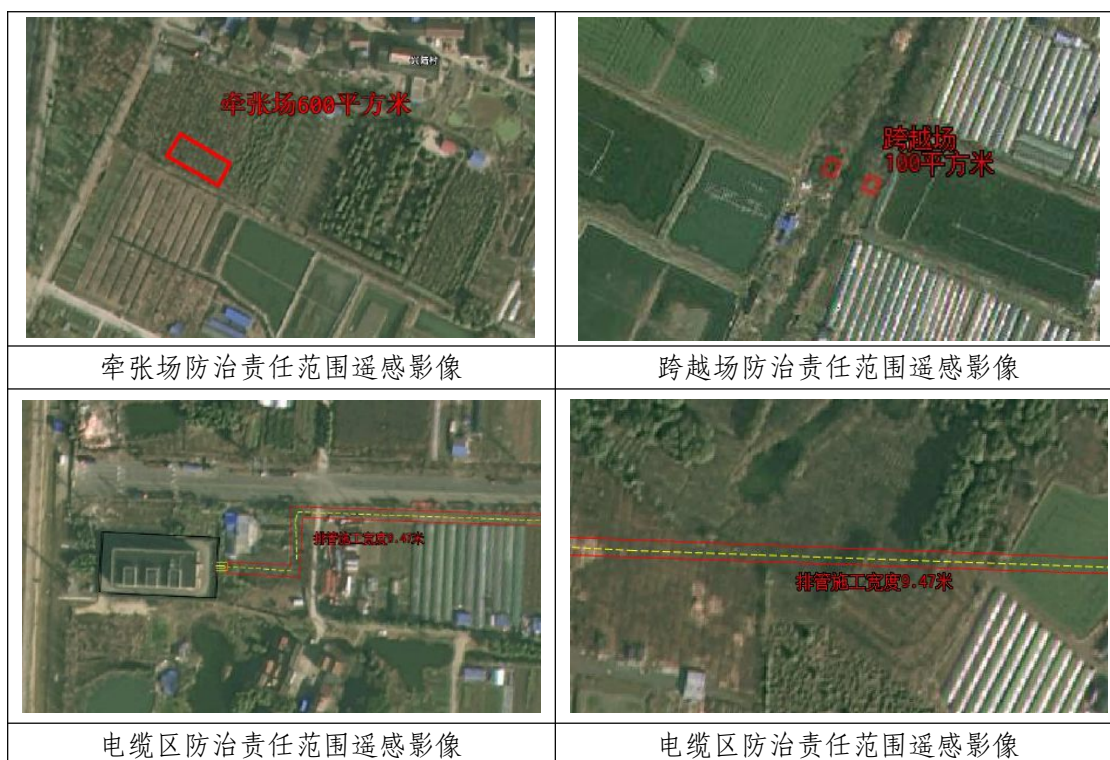 兴隆村
牵张场600平方米
跨越场
100平方米
牵张场防治责任范围遥感影像
跨越场防治责任范围遥感影像
排管施工宽度9.47米
排管施工宽度9.47米
电缆区防治责任范围遥感影像
电缆区防治责任范围遥感影像